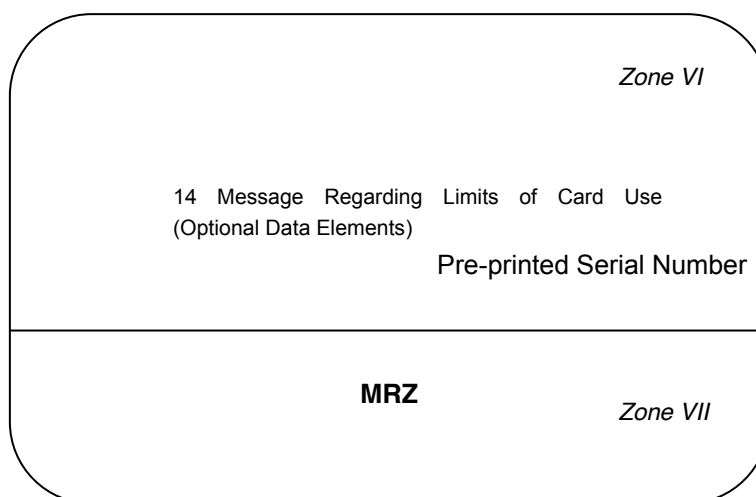 Zone VI
14 Message Regarding Limits of Card Use
(Optional Data Elements)
Pre-printed Serial Number
MRZ
Zone VII